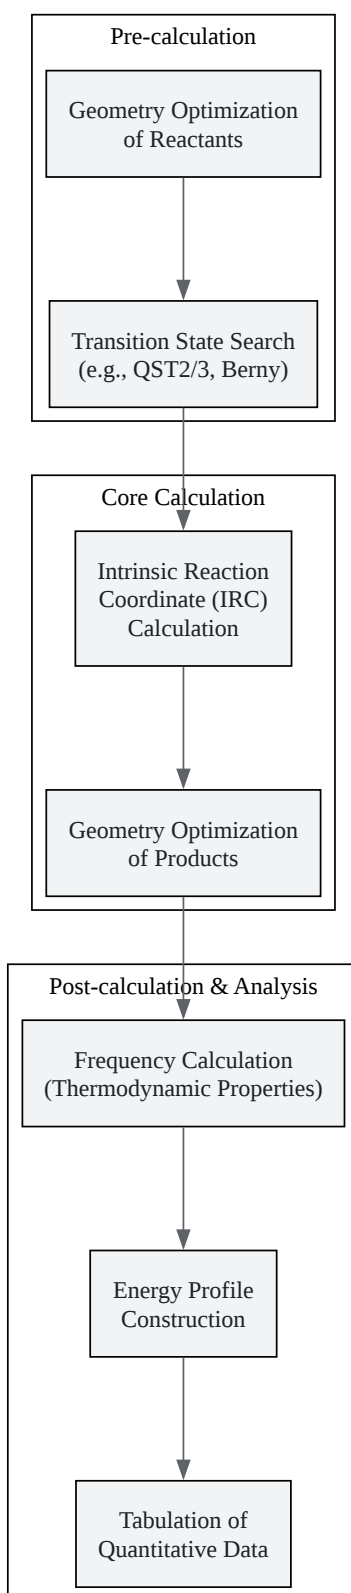 Pre-calculation
Geometry Optimization
of Reactants
Transition State Search
(e.g., QST2/3, Berny)
Core Calculation
Intrinsic Reaction
Coordinate (IRC)
Calculation
Geometry Optimization
of Products
Post-calculation & Analysis
Frequency Calculation
(Thermodynamic Properties)
Energy Profile
Construction
Tabulation of
Quantitative Data